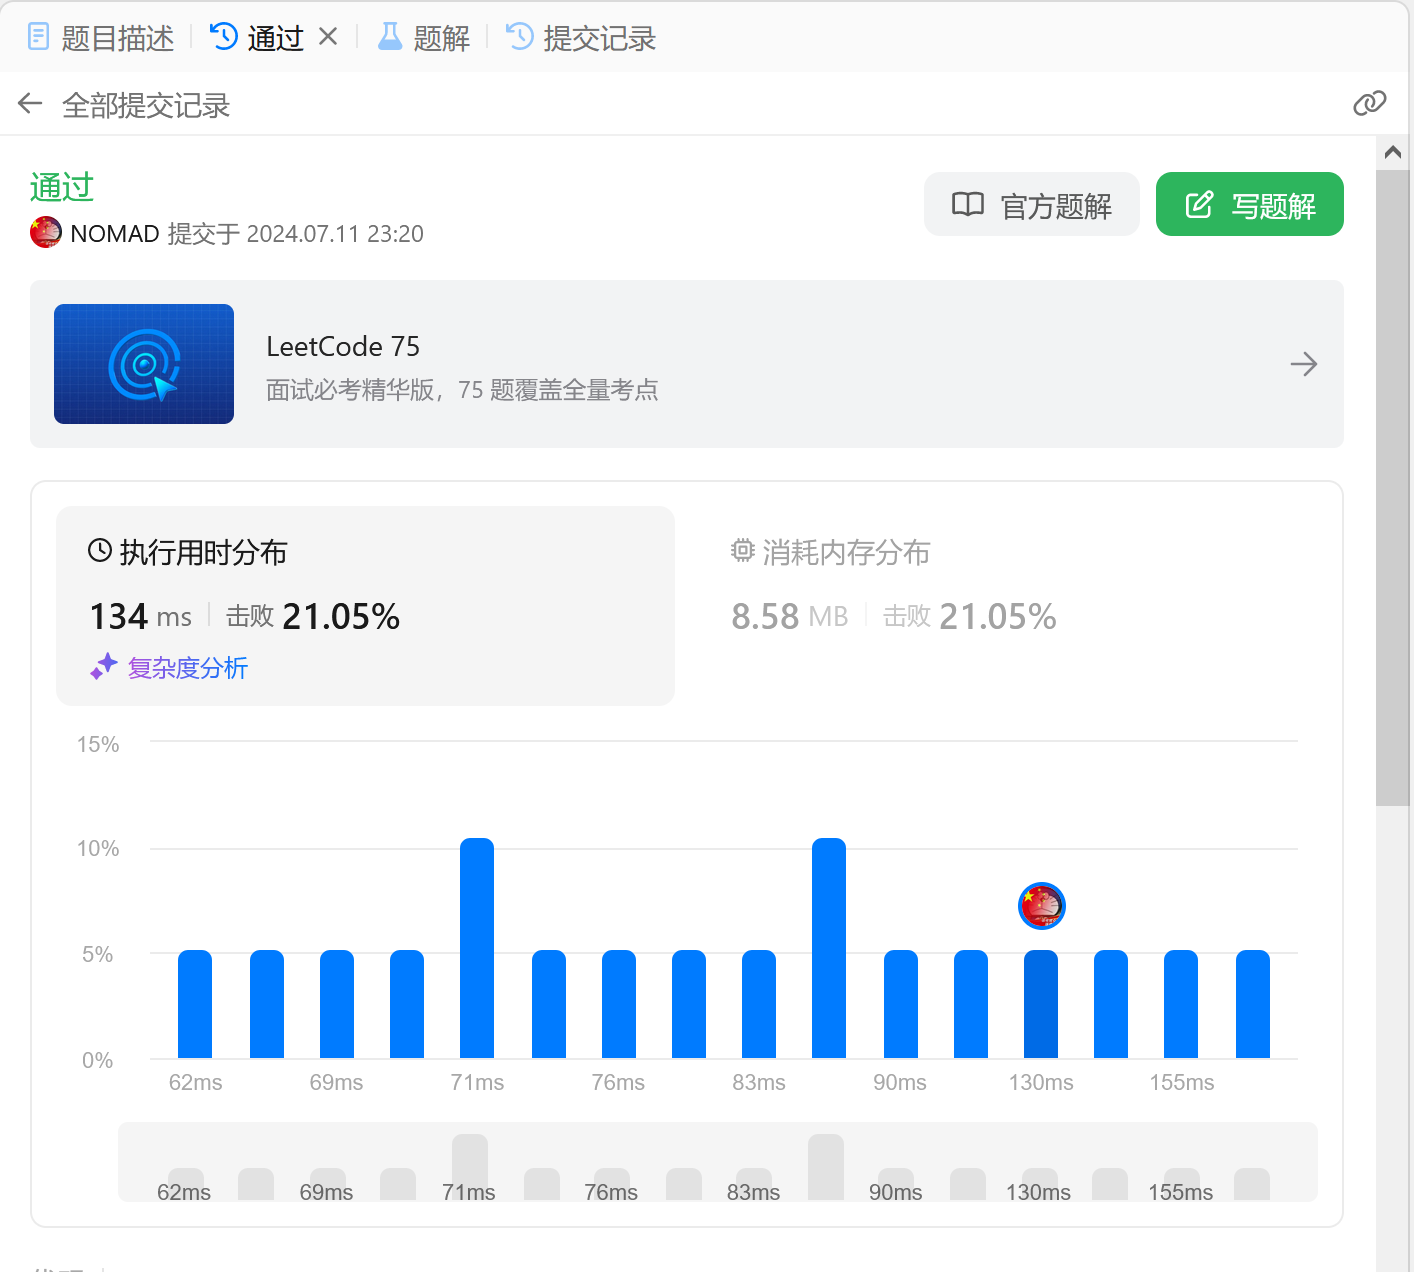 题目描述 通过 题解 提交记录
全部提交记录
通过
官方题解 写题解
NOMAD 提交于 2024.07.11 23:20
LeetCode 75
面试必考精华版，75 题覆盖全量考点
执行用时分布
134 ms 击败 21.05%
复杂度分析
消耗内存分布
8.58 MB 击败 21.05%
15%
10%
5%
0%
62ms 69ms 71ms 76ms 83ms 90ms 130ms 155ms
62ms 69ms 71ms 76ms 83ms 90ms 130ms 155ms